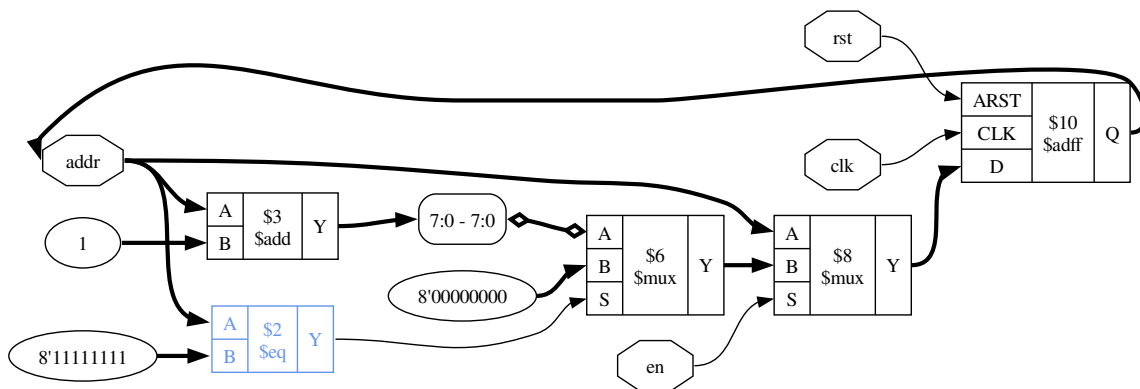 rst
ARST
CLK
D
$10
$adff
Q
clk
addr
A
B
$3
$add
Y
1
7:0 - 7:0
A
B
S
$6
$mux
Y
A
B
S
$8
$mux
Y
8'00000000
A
B
$2
$eq
Y
8'11111111
en